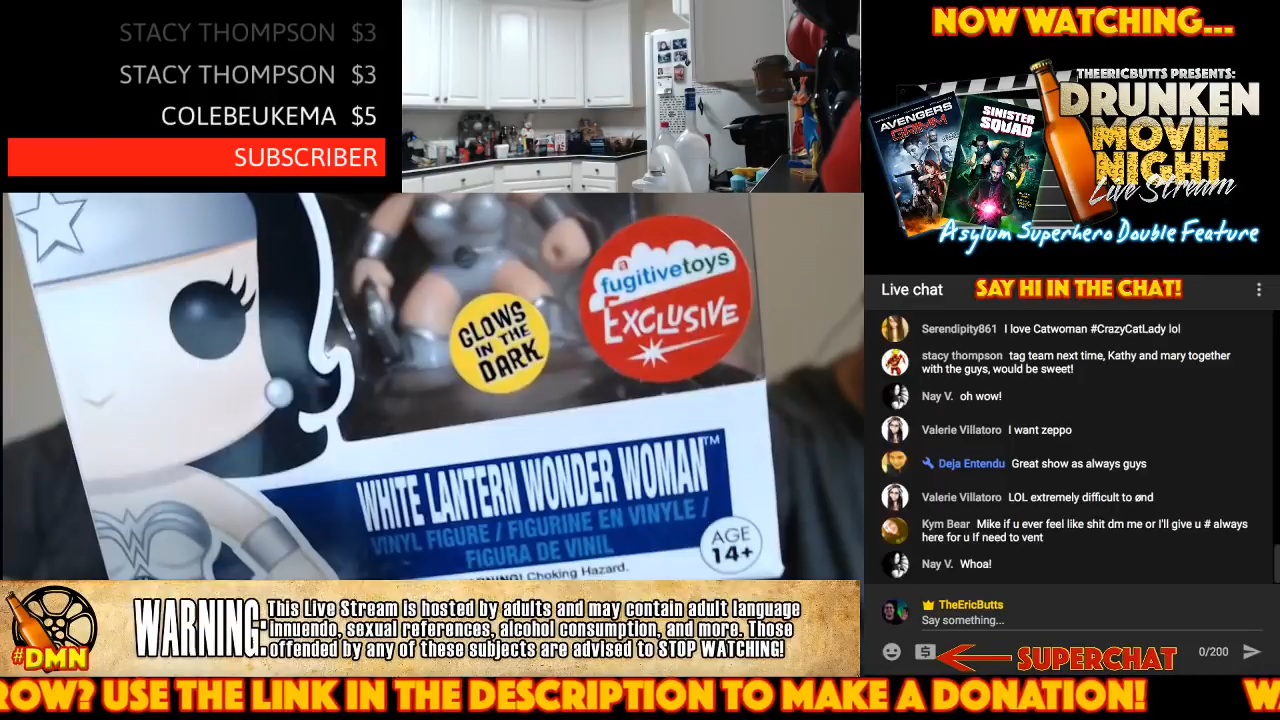 STACY THOMPSON $3
STACY THOMPSON $3
COLEBEUKEMA $5
SUBSCRIBER
NOW WATCHING...
THEERICBUTTS PRESENTS:
DRUNKEN
MOVIE
NIGHT
Live Stream
AVENGERS
GRIMM
SINISTER
SQUAD
Asylum Superhero Double Feature
a
fugitivetoys
EXCLUSIVE
GLOWS
IN THE
DARK
WHITE LANTERN WONDER WOMAN™
VINYL FIGURE / FIGURINE EN VINYLE /
FIGURA DE VINIL
AGE
14+
WARNING! Choking Hazard.
Live chat
SAY HI IN THE CHAT!
Serendipity861 I love Catwoman #CrazyCatLady lol
stacy thompson tag team next time, Kathy and mary together
with the guys, would be sweet!
Nay V. oh wow!
Valerie Villatoro I want zeppo
Deja Entendu Great show as always guys
Valerie Villatoro LOL extremely difficult to ønd
Kym Bear Mike if u ever feel like shit dm me or I'll give u # always
here for u If need to vent
Nay V. Whoa!
TheEricButts
Say something...
0/200
SUPERCHAT
#DMN
WARNING:
This Live Stream is hosted by adults and may contain adult language
innuendo, sexual references, alcohol consumption, and more. Those
offended by any of these subjects are advised to STOP WATCHING!
ROW? USE THE LINK IN THE DESCRIPTION TO MAKE A DONATION! W